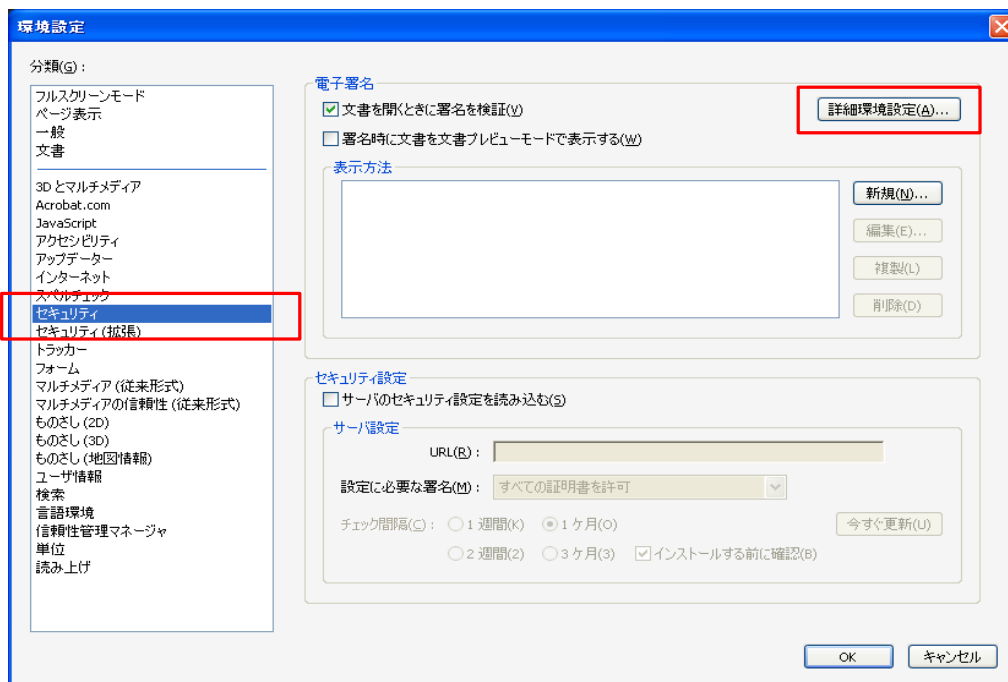 環境設定
分類(G)：
フルスクリーンモード
ページ表示
一般
文書
3D とマルチメディア
Acrobat.com
JavaScript
アクセシビリティ
アップデーター
インターネット
スペルチェック
セキュリティ
セキュリティ (拡張)
トラッカー
フォーム
マルチメディア (従来形式)
マルチメディアの信頼性 (従来形式)
ものさし (2D)
ものさし (3D)
ものさし (地図情報)
ユーザ情報
検索
言語環境
信頼性管理マネージャ
単位
読み上げ
電子署名
文書を開くときに署名を検証(V)
詳細環境設定(A)...
署名時に文書を文書プレビューモードで表示する(W)
表示方法
新規(N)...
編集(E)...
複製(L)
削除(D)
セキュリティ設定
サーバのセキュリティ設定を読み込む(S)
サーバ設定
URL(R)：
設定に必要な署名(M)： すべての証明書を許可
チェック間隔(C)： 1 週間(K) 1 ケ月(O) 今すぐ更新(U)
2 週間(2) 3 ケ月(3) インストールする前に確認(B)
OK キャンセル